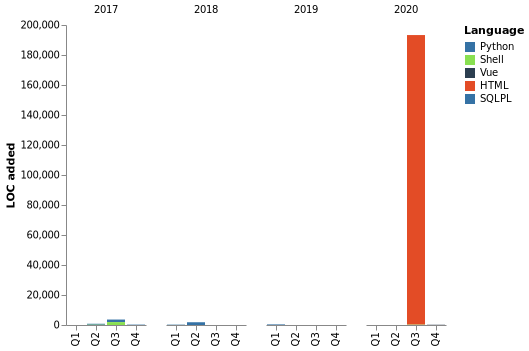 2017 2018 2019 2020
Language
Python
Shell
Vue
HTML
SQLPL
LOC added
200,000
180,000
160,000
140,000
120,000
100,000
80,000
60,000
40,000
20,000
0
Q1 Q2 Q3 Q4 Q1 Q2 Q3 Q4 Q1 Q2 Q3 Q4 Q1 Q2 Q3 Q4